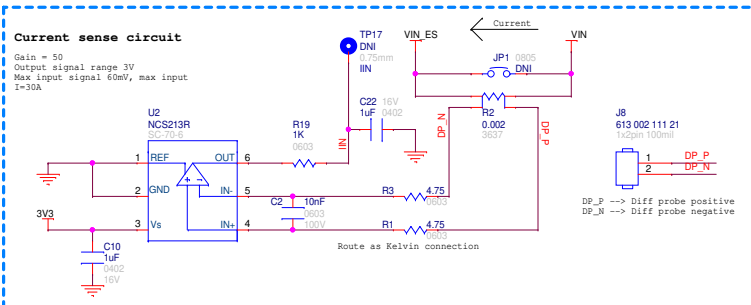 Current sense circuit
Gain = 50
Output signal range 3V
Max input signal 60mV, max input
I=30A
TP17
DNI
0.75mm
IIN
VIN_ES
Current
VIN
JP1 0805
DNI
R2
0.002
3637
DP_N
DP_P
C22 16V
1uF 0402
IIN
R19
1K
0603
U2
NCS213R
SC-70-6
1 REF OUT 6
2 GND IN- 5
3 Vs IN+ 4
3V3
C10
1uF
0402
16V
C2 10nF
0603
100V
R3 4.75
0603
R1 4.75
0603
Route as Kelvin connection
J8
613 002 111 21
1x2pin 100mil
1 DP_P
2 DP_N
DP_P --> Diff probe positive
DP_N --> Diff probe negative